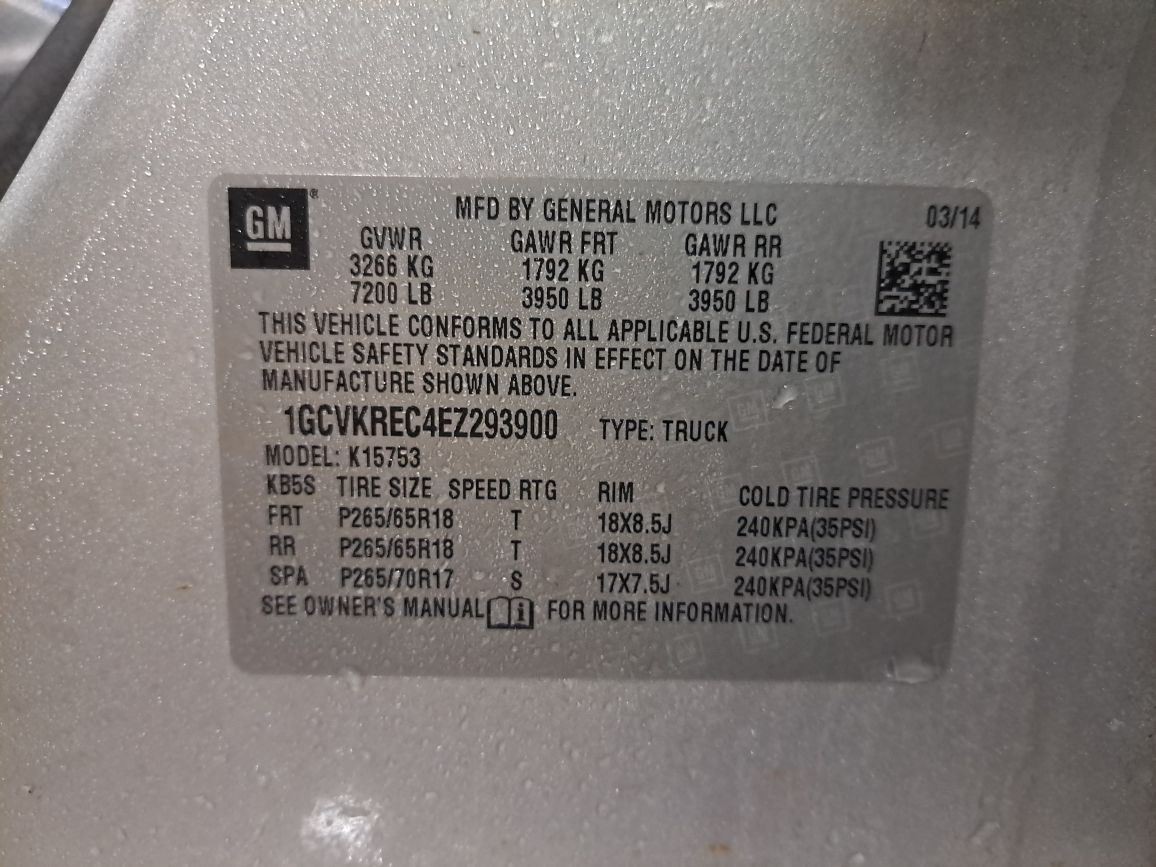 GM ®
MFD BY GENERAL MOTORS LLC 03/14
GVWR GAWR FRT GAWR RR
3266 KG 1792 KG 1792 KG
7200 LB 3950 LB 3950 LB
THIS VEHICLE CONFORMS TO ALL APPLICABLE U.S. FEDERAL MOTOR
VEHICLE SAFETY STANDARDS IN EFFECT ON THE DATE OF
MANUFACTURE SHOWN ABOVE.
1GCVKREC4EZ293900 TYPE: TRUCK
MODEL: K15753
KB5S TIRE SIZE SPEED RTG RIM COLD TIRE PRESSURE
FRT P265/65R18 T 18X8.5J 240KPA(35PSI)
RR P265/65R18 T 18X8.5J 240KPA(35PSI)
SPA P265/70R17 S 17X7.5J 240KPA(35PSI)
SEE OWNER'S MANUAL i FOR MORE INFORMATION.